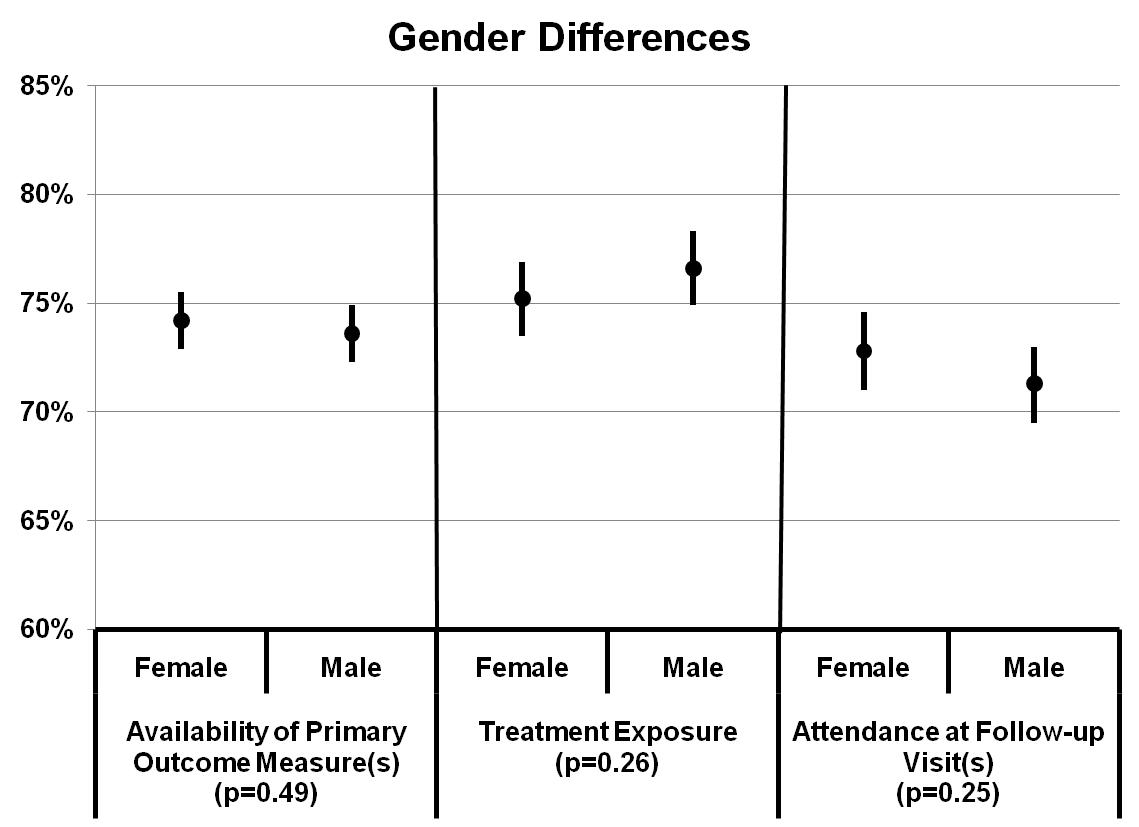 Gender Differences
85%
80%
75%
70%
65%
60%
Female
Male
Female
Male
Female
Male
Availability of Primary
Outcome Measure(s)
(p=0.49)
Treatment Exposure
(p=0.26)
Attendance at Follow-up
Visit(s)
(p=0.25)